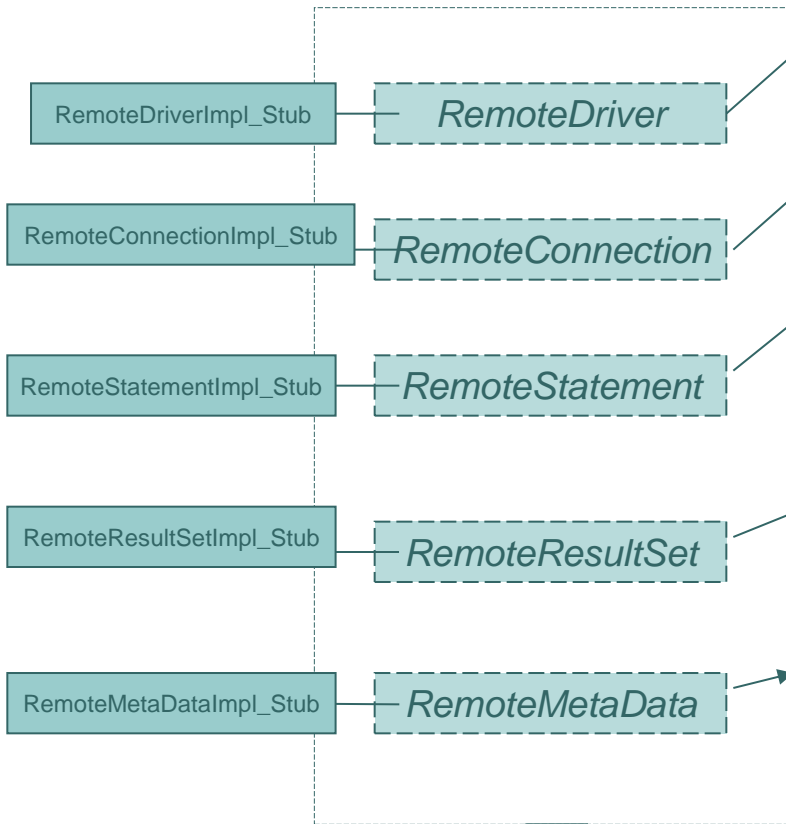 RemoteDriverImpl_Stub
RemoteDriver
RemoteConnectionImpl_Stub
RemoteConnection
RemoteStatementImpl_Stub
RemoteStatement
RemoteResultSetImpl_Stub
RemoteResultSet
RemoteMetaDataImpl_Stub
RemoteMetaData